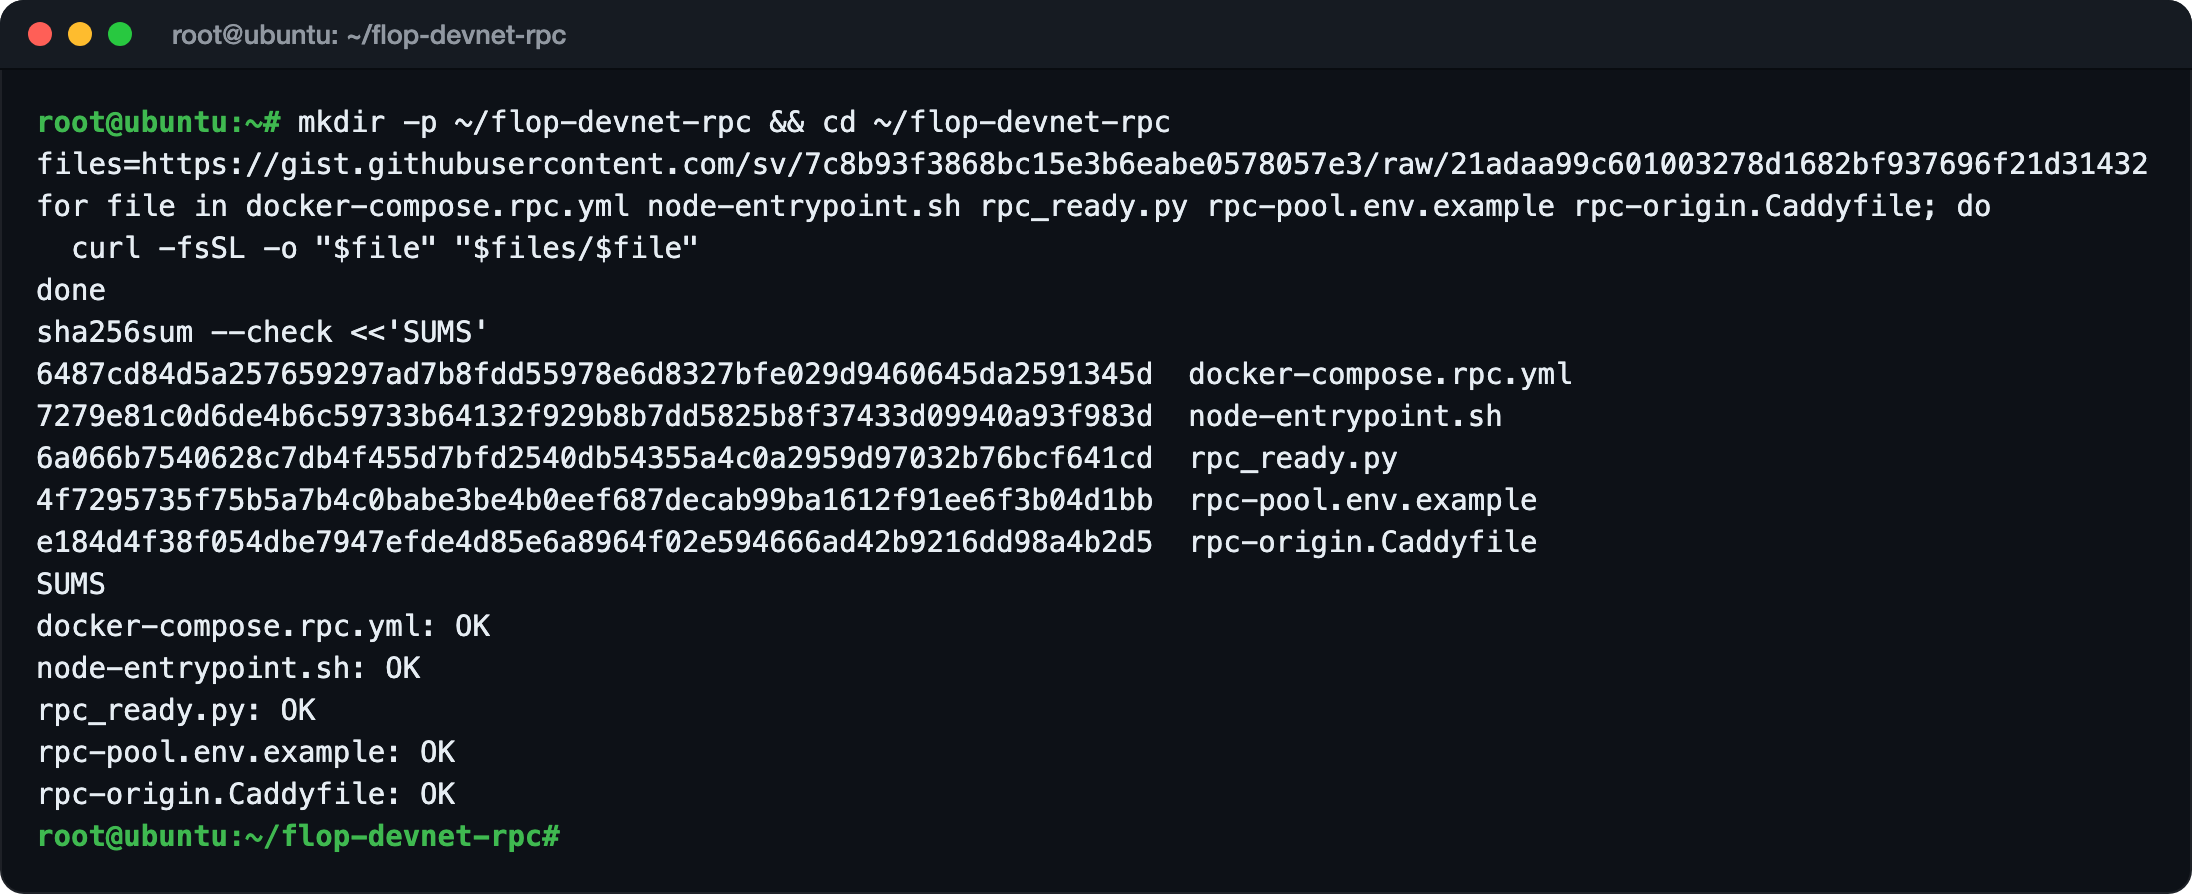 root@ubuntu: ~/flop-devnet-rpc
root@ubuntu:~# mkdir -p ~/flop-devnet-rpc && cd ~/flop-devnet-rpc
files=https://gist.githubusercontent.com/sv/7c8b93f3868bc15e3b6eabe0578057e3/raw/21adaa99c601003278d1682bf937696f21d31432
for file in docker-compose.rpc.yml node-entrypoint.sh rpc_ready.py rpc-pool.env.example rpc-origin.Caddyfile; do
  curl -fsSL -o "$file" "$files/$file"
done
sha256sum --check <<'SUMS'
6487cd84d5a257659297ad7b8fdd55978e6d8327bfe029d9460645da2591345d  docker-compose.rpc.yml
7279e81c0d6de4b6c59733b64132f929b8b7dd5825b8f37433d09940a93f983d  node-entrypoint.sh
6a066b7540628c7db4f455d7bfd2540db54355a4c0a2959d97032b76bcf641cd  rpc_ready.py
4f7295735f75b5a7b4c0babe3be4b0eef687decab99ba1612f91ee6f3b04d1bb  rpc-pool.env.example
e184d4f38f054dbe7947efde4d85e6a8964f02e594666ad42b9216dd98a4b2d5  rpc-origin.Caddyfile
SUMS
docker-compose.rpc.yml: OK
node-entrypoint.sh: OK
rpc_ready.py: OK
rpc-pool.env.example: OK
rpc-origin.Caddyfile: OK
root@ubuntu:~/flop-devnet-rpc#